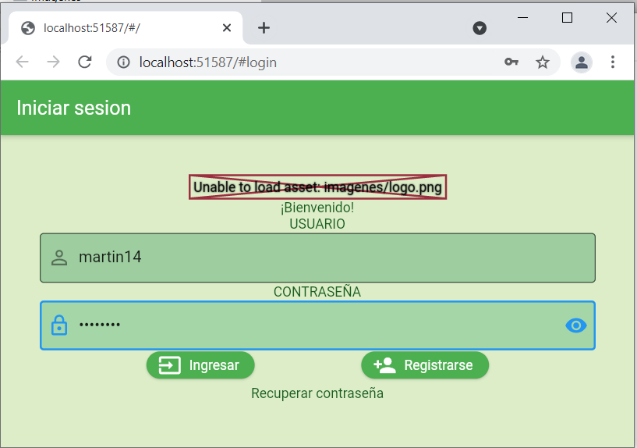 localhost:51587/#/
localhost:51587/#login
Iniciar sesion
Unable to load asset: imagenes/logo.png
¡Bienvenido!
USUARIO
martin14
CONTRASEÑA
••••••••
Ingresar
Registrarse
Recuperar contraseña